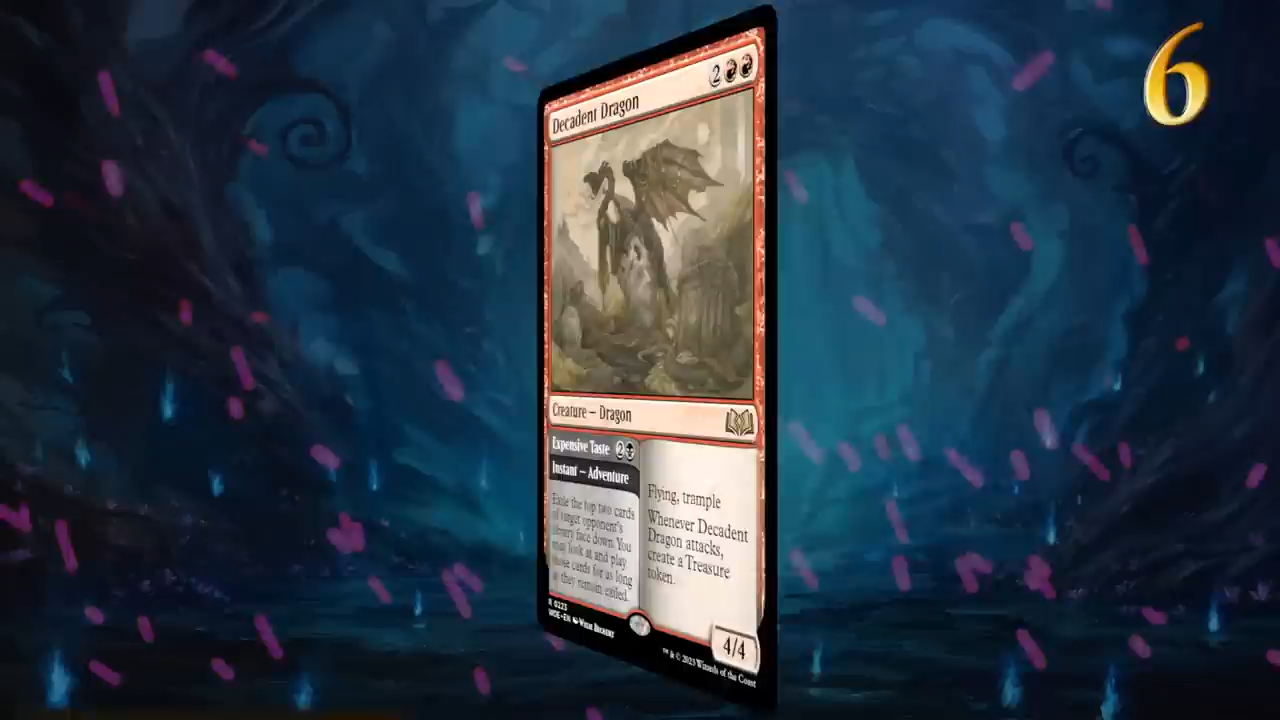 6
Decadent Dragon
2
Creature – Dragon
Expensive Taste 2
Instant – Adventure
Exile the top two cards
of target opponent's
library face down. You
may look at and play
those cards for as long
as they remain exiled.
Flying, trample
Whenever Decadent
Dragon attacks,
create a Treasure
token.
4/4
R 0223
WOE • EN
™ & © 2023 Wizards of the Coast